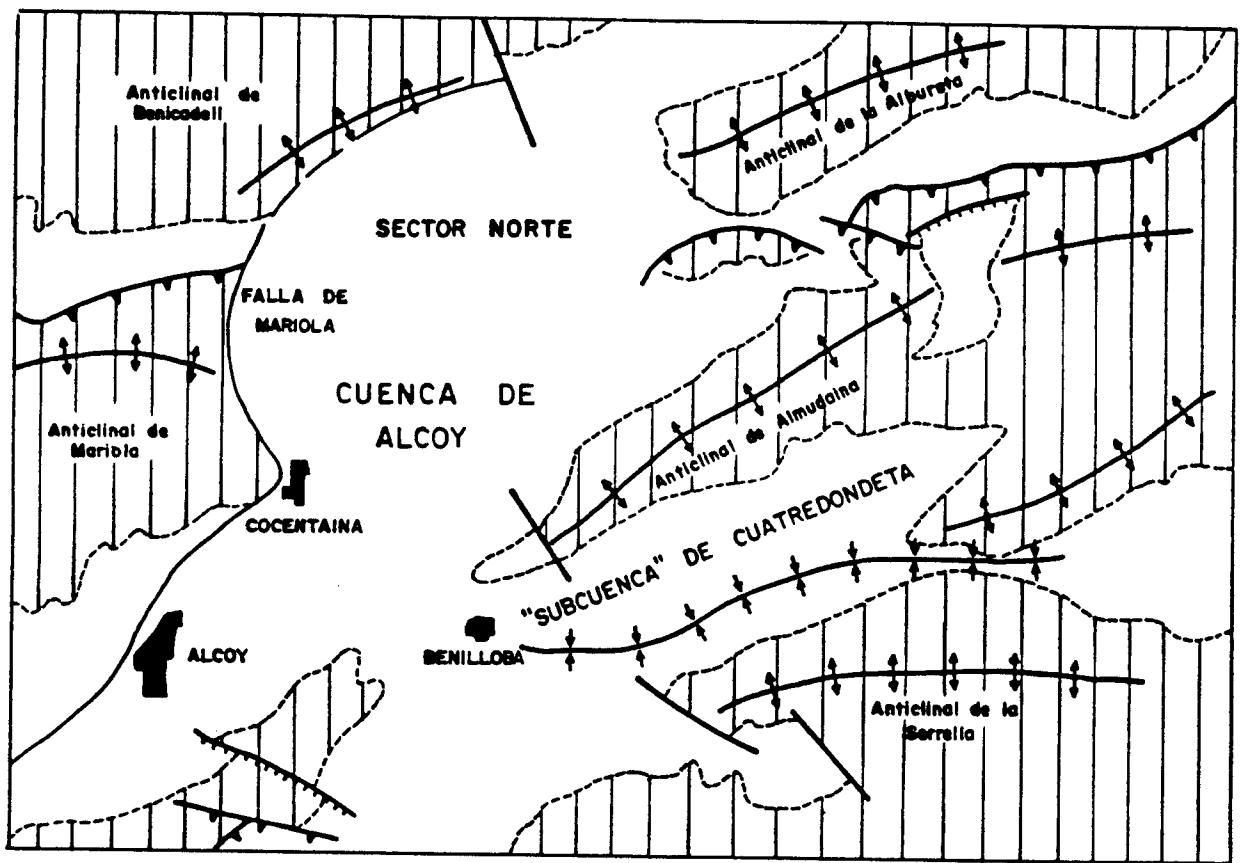 Anticlinal de
Benicadell
Anticlinal de la Albureta
SECTOR NORTE
FALLA DE
MARIOLA
CUENCA DE
ALCOY
Anticlinal de Almudaina
Anticlinal de
Mariola
COCENTAINA
"SUBCUENCA" DE CUATREDONDETA
ALCOY
BENILLOBA
Anticlinal de la
Serrella